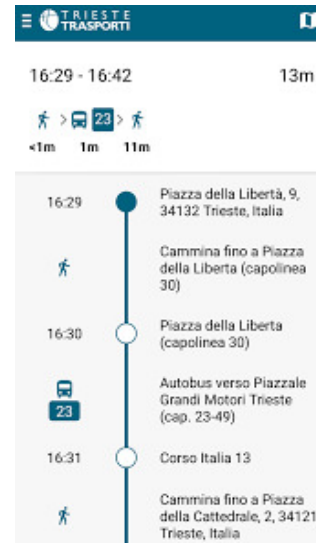 TRIESTE
TRASPORTI
16:29 - 16:42 13m
> 23 >
<1m 1m 11m
16:29
Piazza della Libertà, 9,
34132 Trieste, Italia
Cammina fino a Piazza
della Liberta (capolinea
30)
16:30
Piazza della Liberta
(capolinea 30)
23
Autobus verso Piazzale
Grandi Motori Trieste
(cap. 23-49)
16:31
Corso Italia 13
Cammina fino a Piazza
della Cattedrale, 2, 34121
Trieste, Italia